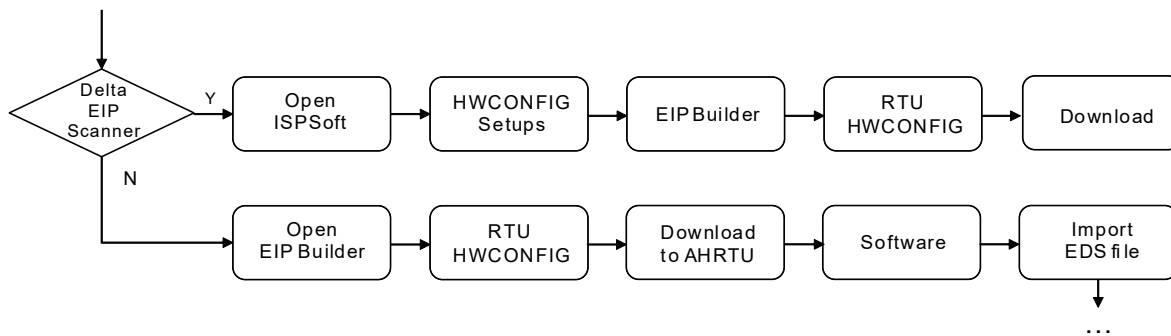 Delta
EIP
Scanner
Y
Open
ISPSoft
HWCONFIG
Setups
EIP Builder
RTU
HWCONFIG
Download
N
Open
EIP Builder
RTU
HWCONFIG
Download
to AHRTU
Software
Import
EDS file
...